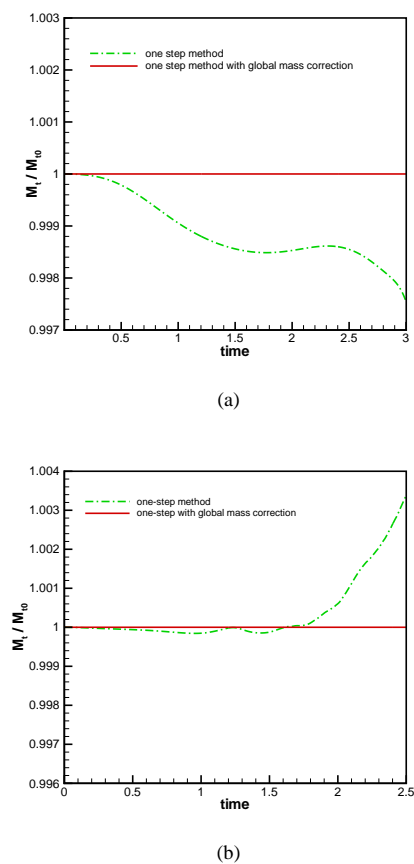 1.003
1.002
one step method
one step method with global mass correction
1.001
M_t / M_t0
1
0.999
0.998
0.997
0.5 1 1.5 2 2.5 3
time
(a)
1.004
1.003
one-step method
one-step with global mass correction
1.002
1.001
M_t / M_t0
1
0.999
0.998
0.997
0.996
0 0.5 1 1.5 2 2.5
time
(b)